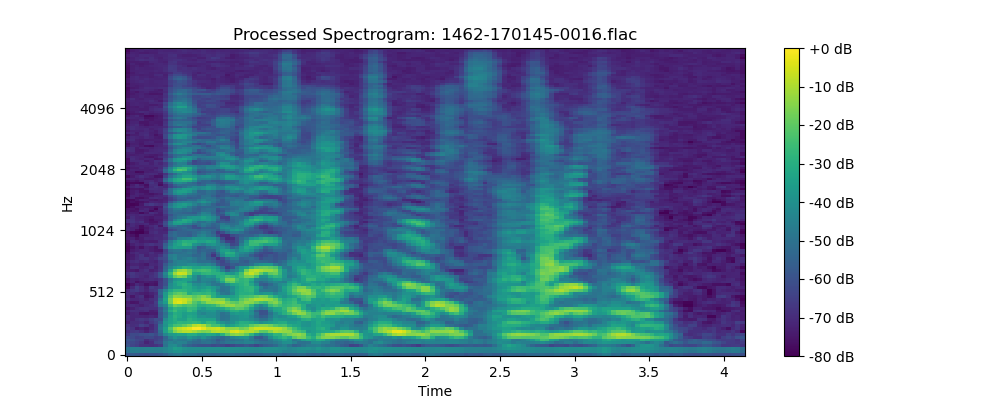 Processed Spectrogram: 1462-170145-0016.flac
Hz
4096
2048
1024
512
0
0 0.5 1 1.5 2 2.5 3 3.5 4
Time
+0 dB
-10 dB
-20 dB
-30 dB
-40 dB
-50 dB
-60 dB
-70 dB
-80 dB